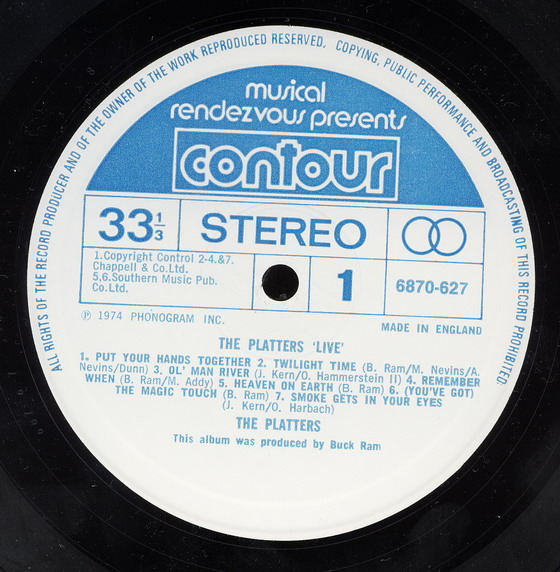 ALL RIGHTS OF THE RECORD PRODUCER AND OF THE OWNER OF THE WORK REPRODUCED RESERVED, COPYING, PUBLIC PERFORMANCE AND BROADCASTING OF THIS RECORD PROHIBITED
musical
rendezvous presents
contour
33 1/3
STEREO
1.Copyright Control 2-4.&7.
Chappell & Co.Ltd.
5,6.Southern Music Pub.
Co.Ltd.
1
6870-627
℗ 1974 PHONOGRAM INC.
MADE IN ENGLAND
THE PLATTERS 'LIVE'
1. PUT YOUR HANDS TOGETHER 2. TWILIGHT TIME (B. Ram/M. Nevins/A.
Nevins/Dunn) 3. OL' MAN RIVER (J. Kern/O. Hammerstein II) 4. REMEMBER
WHEN (B. Ram/M. Addy) 5. HEAVEN ON EARTH (B. Ram) 6. (YOU'VE GOT)
THE MAGIC TOUCH (B. Ram) 7. SMOKE GETS IN YOUR EYES
(J. Kern/O. Harbach)
THE PLATTERS
This album was produced by Buck Ram